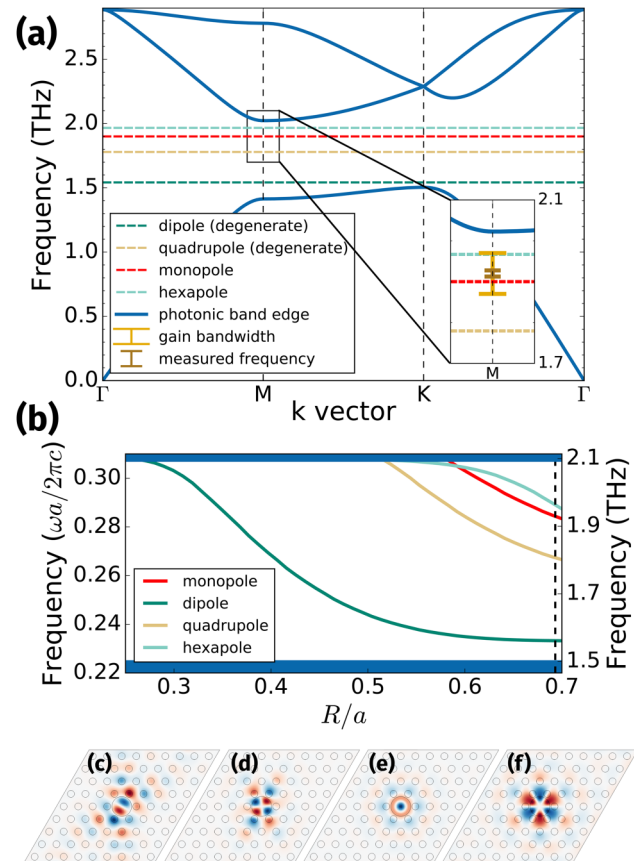 (a)
Frequency (THz)
2.5
2.0
1.5
1.0
0.5
0.0
dipole (degenerate)
quadrupole (degenerate)
monopole
hexapole
photonic band edge
gain bandwidth
measured frequency
2.1
1.7
M
Γ
M
K
Γ
k vector
(b)
Frequency (ωa/2πc)
0.30
0.28
0.26
0.24
0.22
monopole
dipole
quadrupole
hexapole
2.1
1.9
1.7
1.5
Frequency (THz)
0.3
0.4
0.5
0.6
0.7
R/a
(c)
(d)
(e)
(f)